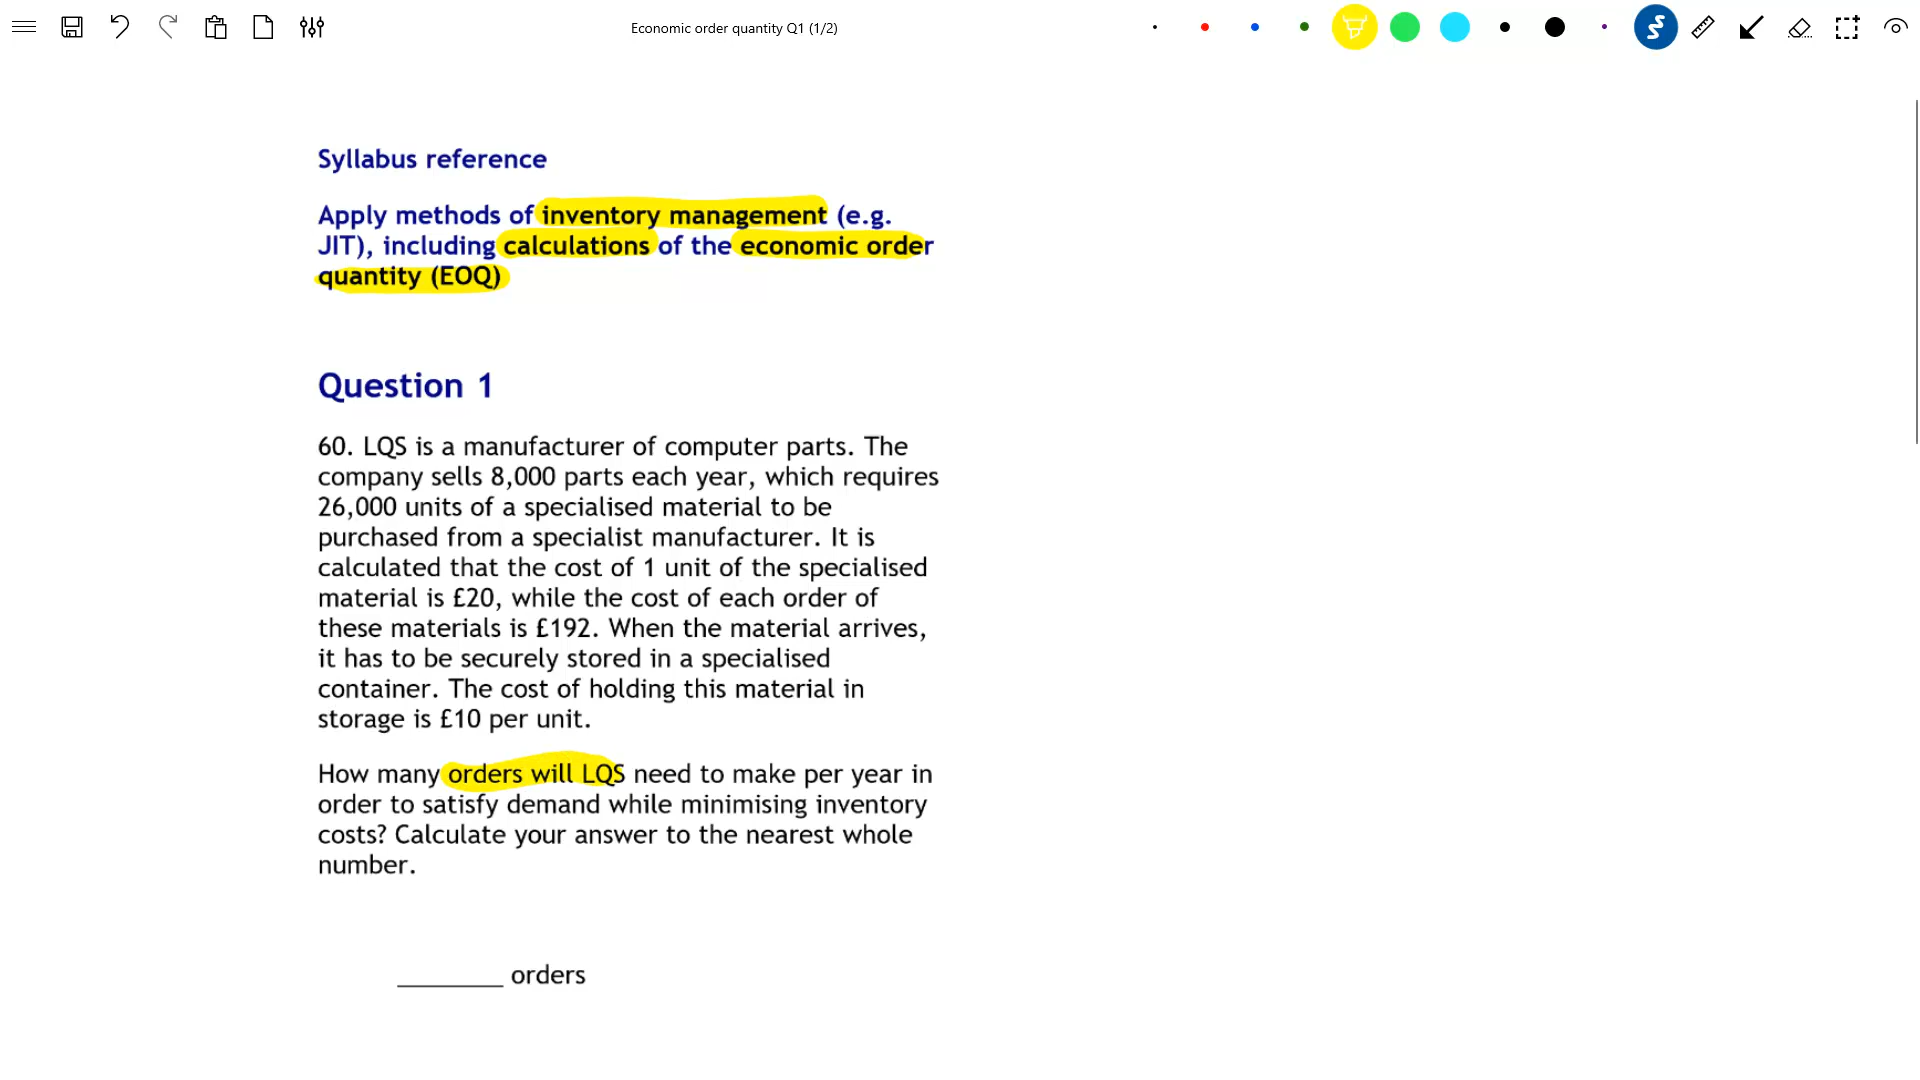 Economic order quantity Q1 (1/2)
Syllabus reference
Apply methods of inventory management (e.g.
JIT), including calculations of the economic order
quantity (EOQ)
Question 1
60. LQS is a manufacturer of computer parts. The
company sells 8,000 parts each year, which requires
26,000 units of a specialised material to be
purchased from a specialist manufacturer. It is
calculated that the cost of 1 unit of the specialised
material is £20, while the cost of each order of
these materials is £192. When the material arrives,
it has to be securely stored in a specialised
container. The cost of holding this material in
storage is £10 per unit.
How many orders will LQS need to make per year in
order to satisfy demand while minimising inventory
costs? Calculate your answer to the nearest whole
number.
________ orders